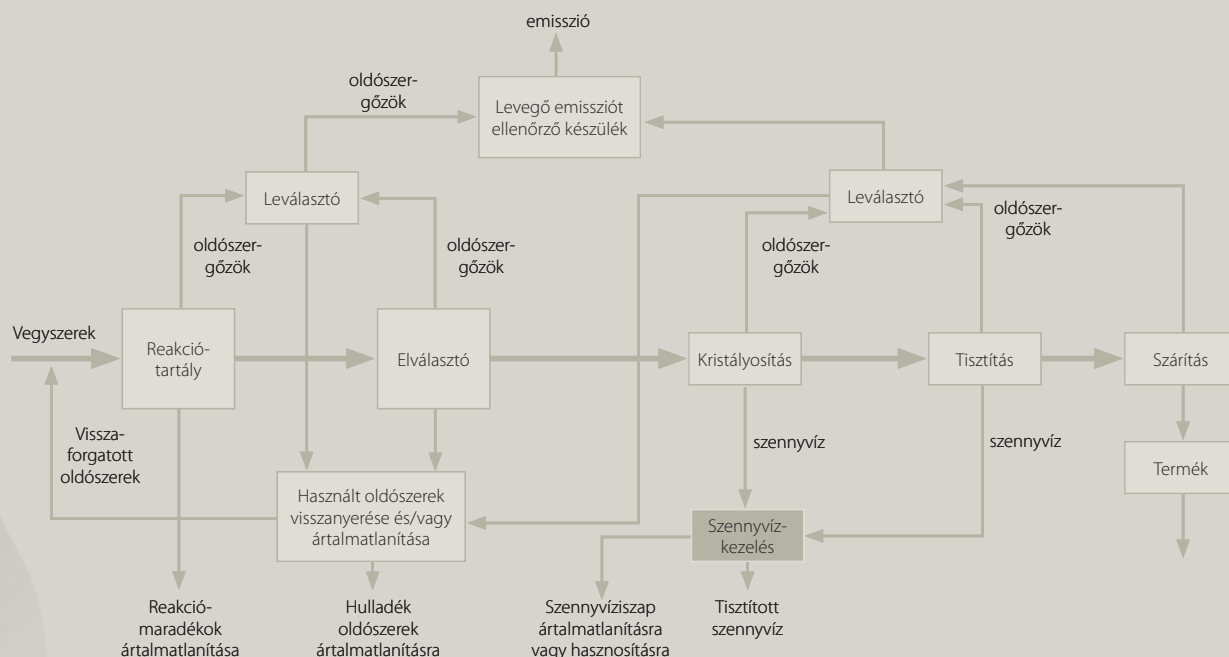 emisszió
oldószer-
gőzök
Levegő emissziót
ellenőrző készülék
Leválasztó
Leválasztó
oldószer-
gőzök
oldószer-
gőzök
oldószer-
gőzök
oldószer-
gőzök
Vegyszerek
Reakció-
tartály
Elválasztó
Kristályosítás
Tisztítás
Szárítás
Vissza-
forgatott
oldószerek
szennyvíz
szennyvíz
Termék
Használt oldószerek
visszanyerése és/vagy
ártalmatlanítása
Szennyvíz-
kezelés
Reakció-
maradékok
ártalmatlanítása
Hulladék
oldószerek
ártalmatlanításra
Szennyvíziszap
ártalmatlanításra
vagy hasznosításra
Tisztított
szennyvíz